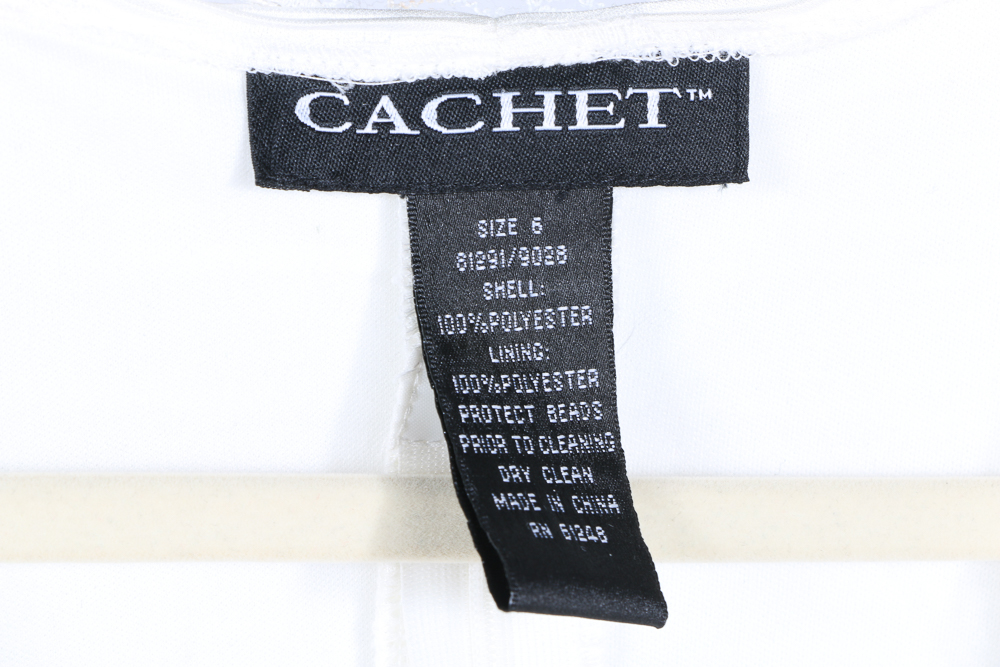 CACHET™
SIZE 6
81291/9028
SHELL:
100%POLYESTER
LINING:
100%POLYESTER
PROTECT BEADS
PRIOR TO CLEANING
DRY CLEAN
MADE IN CHINA
RN 61248